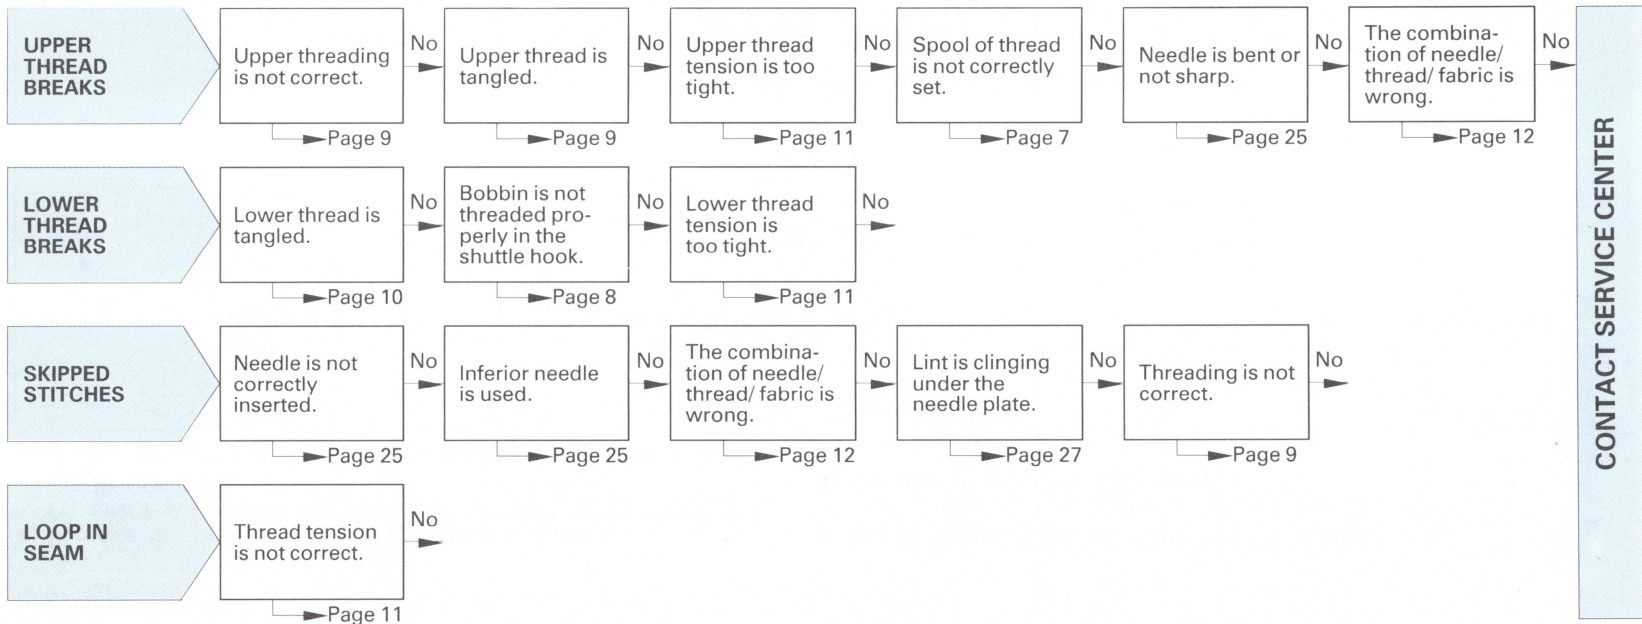 UPPER
THREAD
BREAKS
Upper threading
is not correct.
No
Page 9
Upper thread is
tangled.
No
Page 9
Upper thread
tension is too
tight.
No
Page 11
Spool of thread
is not correctly
set.
No
Page 7
Needle is bent or
not sharp.
No
Page 25
The combina-
tion of needle/
thread/ fabric is
wrong.
No
Page 12
LOWER
THREAD
BREAKS
Lower thread is
tangled.
No
Page 10
Bobbin is not
threaded pro-
perly in the
shuttle hook.
No
Page 8
Lower thread
tension is
too tight.
No
Page 11
SKIPPED
STITCHES
Needle is not
correctly
inserted.
No
Page 25
Inferior needle
is used.
No
Page 25
The combina-
tion of needle/
thread/ fabric is
wrong.
No
Page 12
Lint is clinging
under the
needle plate.
No
Page 27
Threading is not
correct.
No
Page 9
LOOP IN
SEAM
Thread tension
is not correct.
No
Page 11
CONTACT SERVICE CENTER